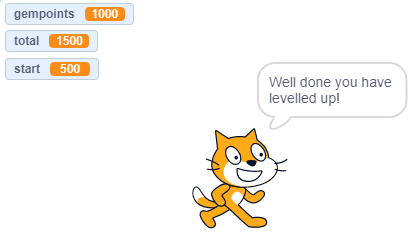 gempoints 1000
total 1500
start 500
Well done you have
levelled up!